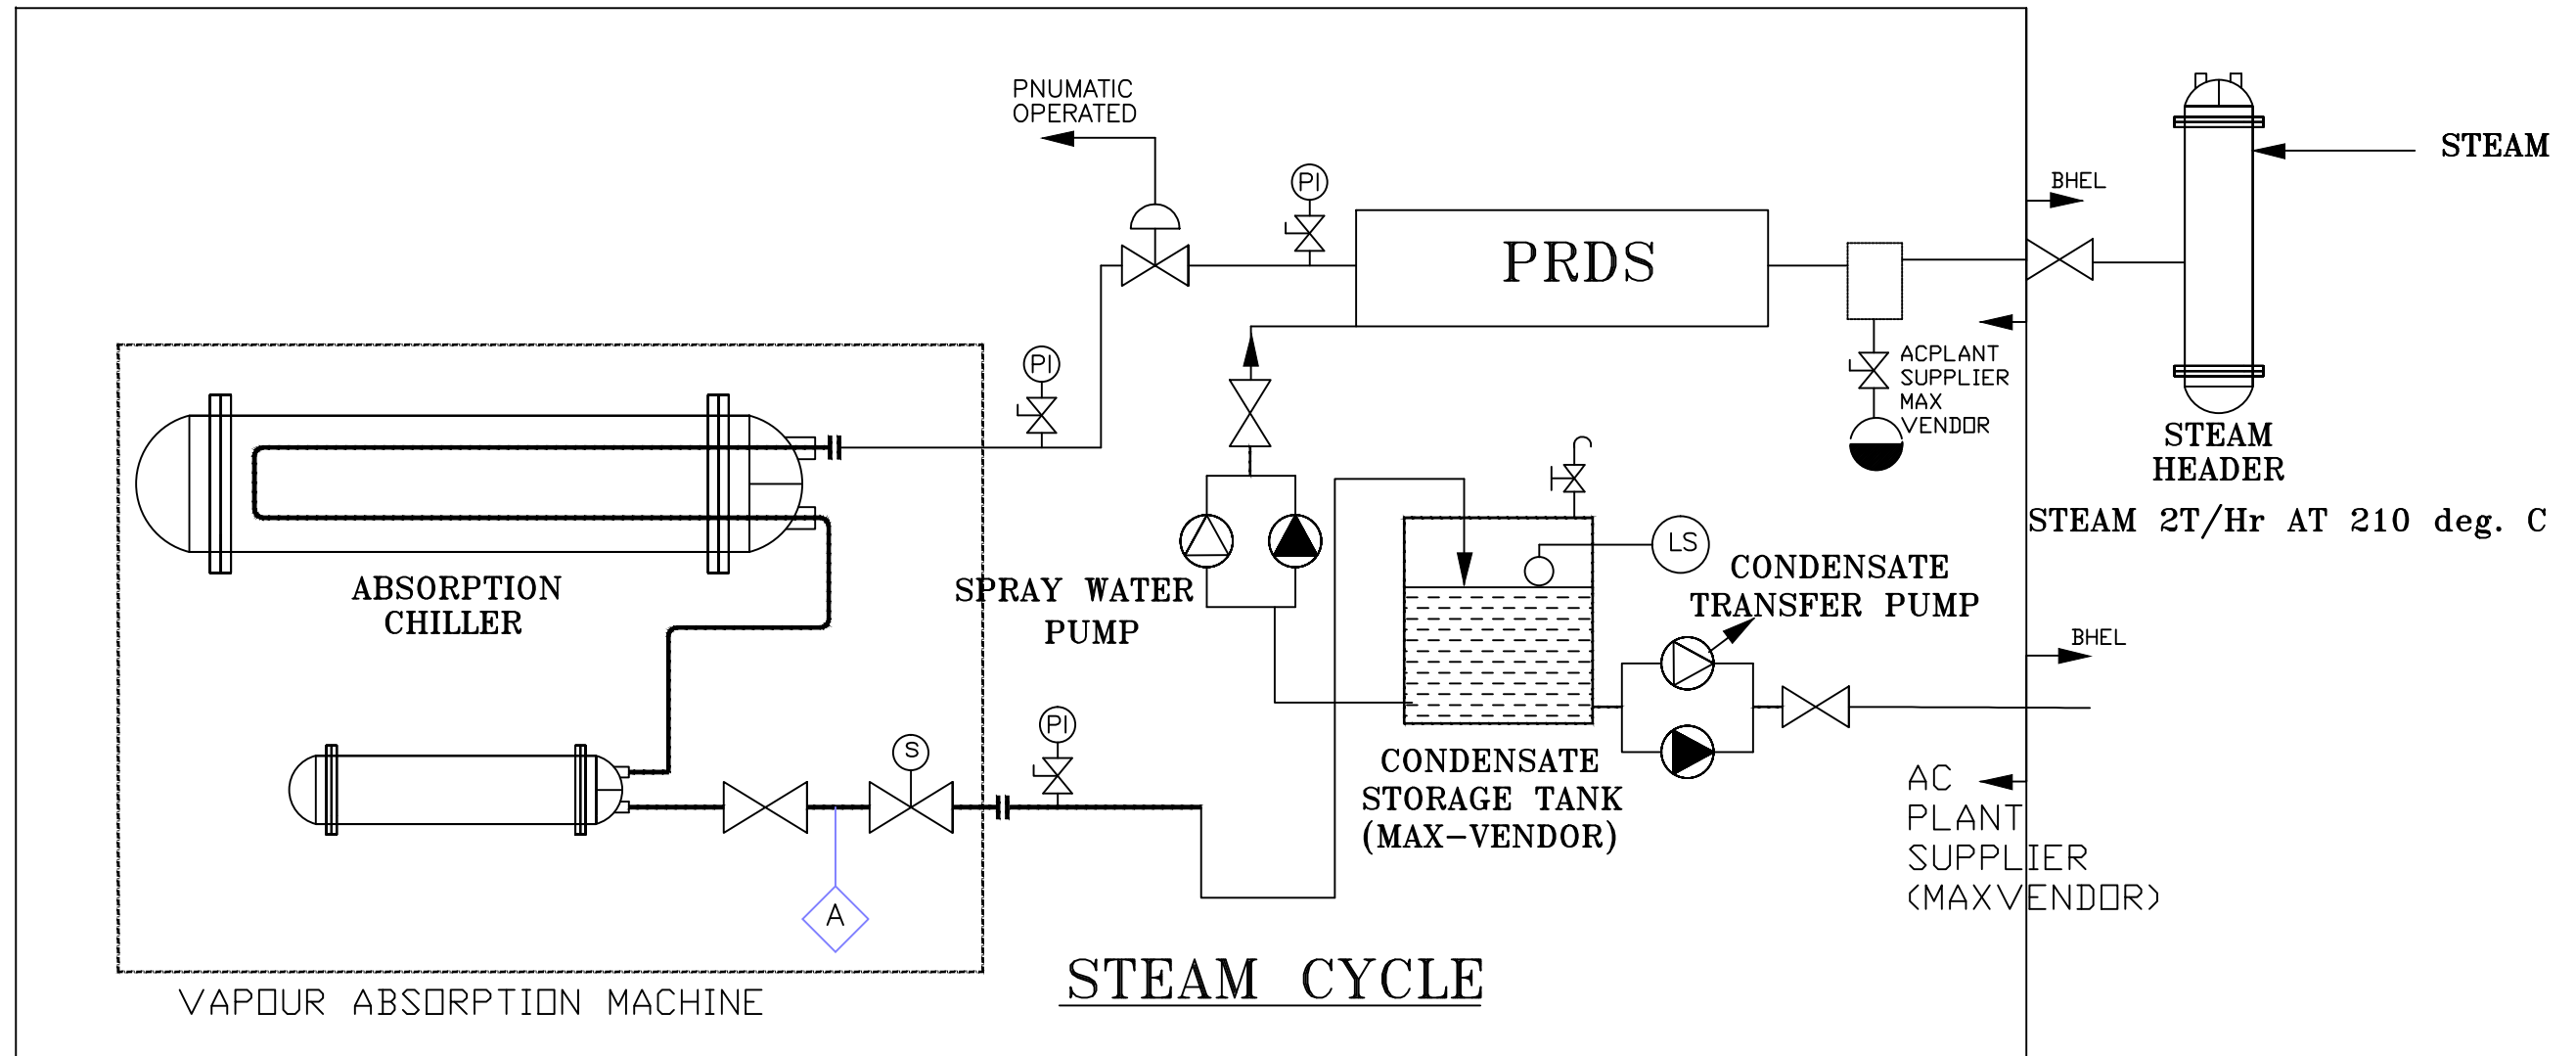 PNUMATIC
OPERATED
PI
STEAM
BHEL
PRDS
PI
ACPLANT
SUPPLIER
MAX
VENDOR
STEAM
HEADER
STEAM 2T/Hr AT 210 deg. C
LS
ABSORPTION
CHILLER
SPRAY WATER
PUMP
CONDENSATE
TRANSFER PUMP
BHEL
PI
S
CONDENSATE
STORAGE TANK
(MAX-VENDOR)
AC
PLANT
SUPPLIER
(MAXVENDOR)
A
VAPOUR ABSORPTION MACHINE
STEAM CYCLE